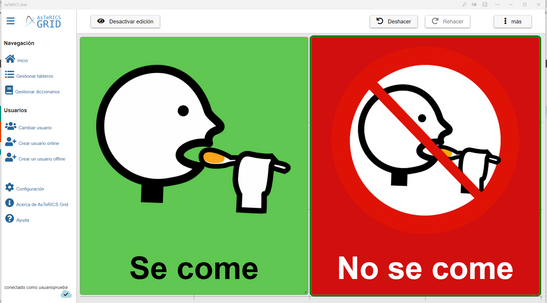 AsTeRICS Grid
AsTeRICS
GRID
Desactivar edición
Deshacer
Rehacer
más
Navegación
Inicio
Gestionar tableros
Gestionar diccionarios
Usuarios
Cambiar usuario
Crear usuario online
Crear un usuario offline
Configuración
Acerca de AsTeRICS Grid
Ayuda
conectado como usuarioprueba
Se come
No se come